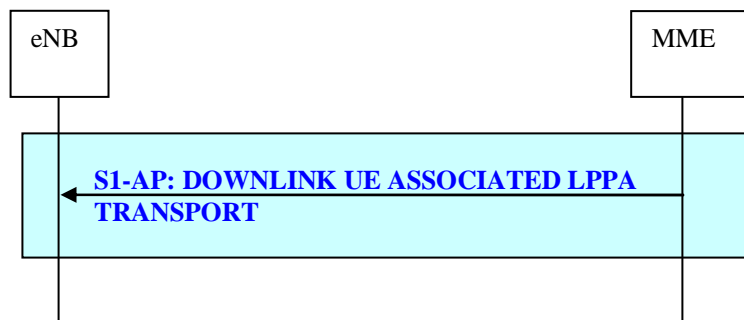 eNB
MME
S1-AP: DOWNLINK UE ASSOCIATED LPPA
TRANSPORT